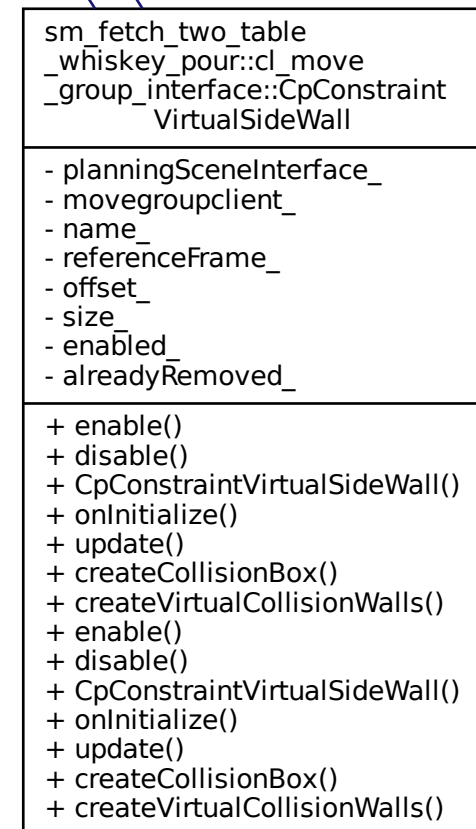 sm_fetch_two_table
_whiskey_pour::cl_move
_group_interface::CpConstraint
VirtualSideWall
- planningSceneInterface_
- movegroupclient_
- name_
- referenceFrame_
- offset_
- size_
- enabled_
- alreadyRemoved_
+ enable()
+ disable()
+ CpConstraintVirtualSideWall()
+ onInitialize()
+ update()
+ createCollisionBox()
+ createVirtualCollisionWalls()
+ enable()
+ disable()
+ CpConstraintVirtualSideWall()
+ onInitialize()
+ update()
+ createCollisionBox()
+ createVirtualCollisionWalls()